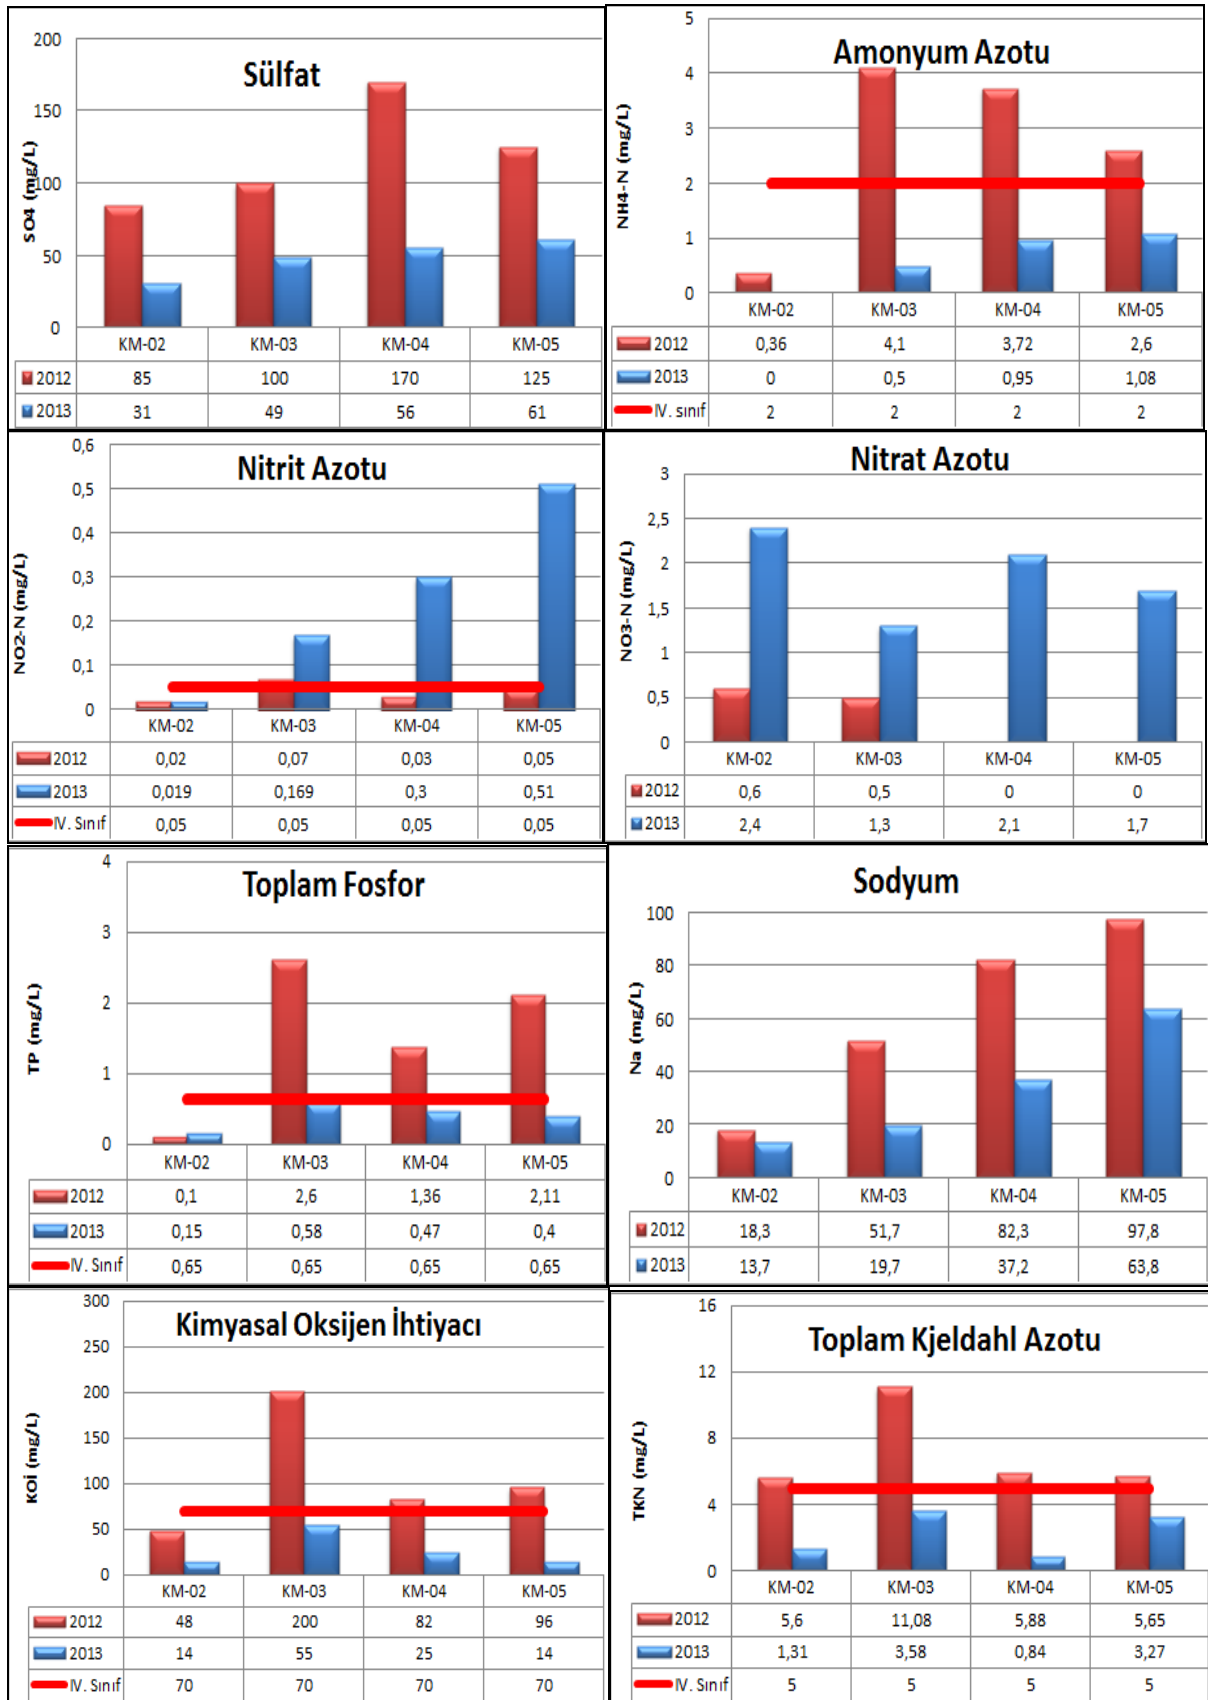 Sülfat
SO4 (mg/L)
200
150
100
50
0
KM-02 KM-03 KM-04 KM-05
2012 85 100 170 125
2013 31 49 56 61
Amonyum Azotu
NH4-N (mg/L)
5
4
3
2
1
0
KM-02 KM-03 KM-04 KM-05
2012 0,36 4,1 3,72 2,6
2013 0 0,5 0,95 1,08
IV. sınıf 2 2 2 2
Nitrit Azotu
NO2-N (mg/L)
0,6
0,5
0,4
0,3
0,2
0,1
0
KM-02 KM-03 KM-04 KM-05
2012 0,02 0,07 0,03 0,05
2013 0,019 0,169 0,3 0,51
IV. Sınıf 0,05 0,05 0,05 0,05
Nitrat Azotu
NO3-N (mg/L)
3
2,5
2
1,5
1
0,5
0
KM-02 KM-03 KM-04 KM-05
2012 0,6 0,5 0 0
2013 2,4 1,3 2,1 1,7
Toplam Fosfor
TP (mg/L)
4
3
2
1
0
KM-02 KM-03 KM-04 KM-05
2012 0,1 2,6 1,36 2,11
2013 0,15 0,58 0,47 0,4
IV. Sınıf 0,65 0,65 0,65 0,65
Sodyum
Na (mg/L)
100
80
60
40
20
0
KM-02 KM-03 KM-04 KM-05
2012 18,3 51,7 82,3 97,8
2013 13,7 19,7 37,2 63,8
Kimyasal Oksijen İhtiyacı
KOİ (mg/L)
300
250
200
150
100
50
0
KM-02 KM-03 KM-04 KM-05
2012 48 200 82 96
2013 14 55 25 14
IV. Sınıf 70 70 70 70
Toplam Kjeldahl Azotu
TKN (mg/L)
16
12
8
4
0
KM-02 KM-03 KM-04 KM-05
2012 5,6 11,08 5,88 5,65
2013 1,31 3,58 0,84 3,27
IV. Sınıf 5 5 5 5